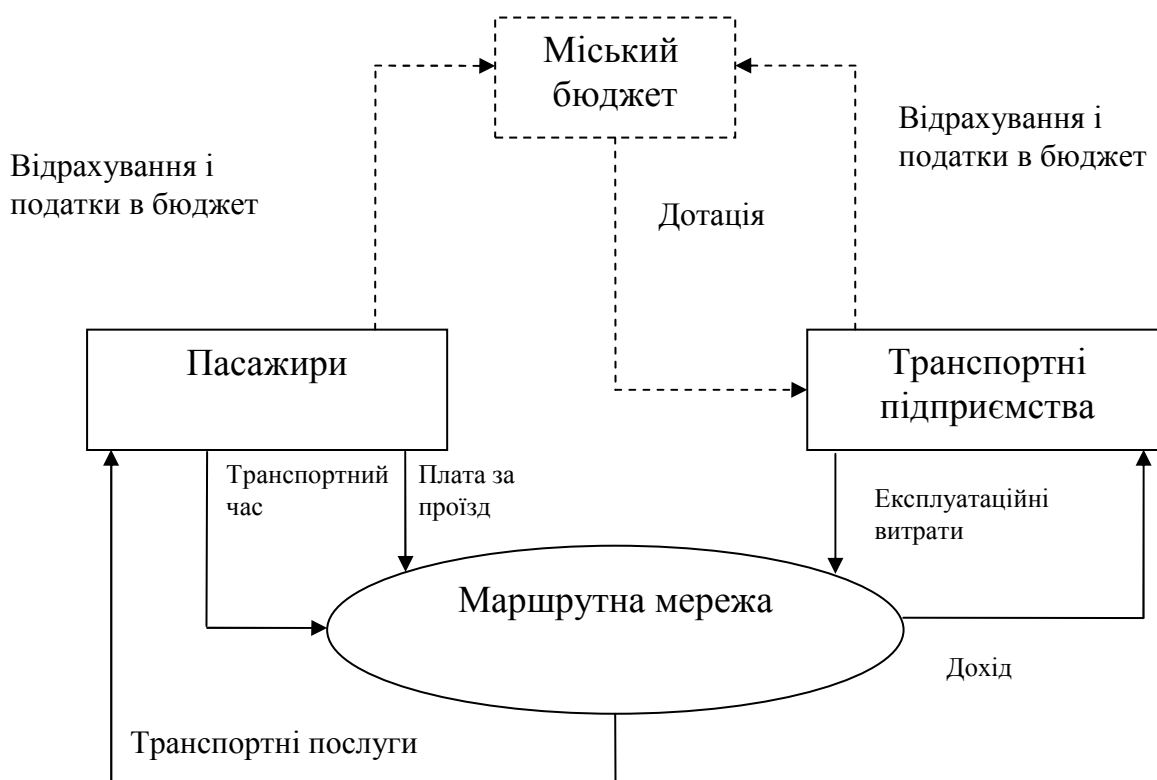 Міський
бюджет
Відрахування і
податки в бюджет
Відрахування і
податки в бюджет
Дотація
Пасажири
Транспортні
підприємства
Транспортний
час
Плата за
проїзд
Експлуатаційні
витрати
Маршрутна мережа
Дохід
Транспортні послуги